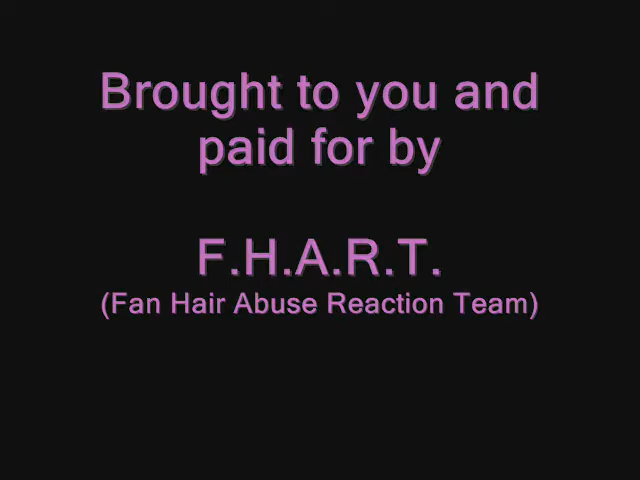 Brought to you and
paid for by
F.H.A.R.T.
(Fan Hair Abuse Reaction Team)